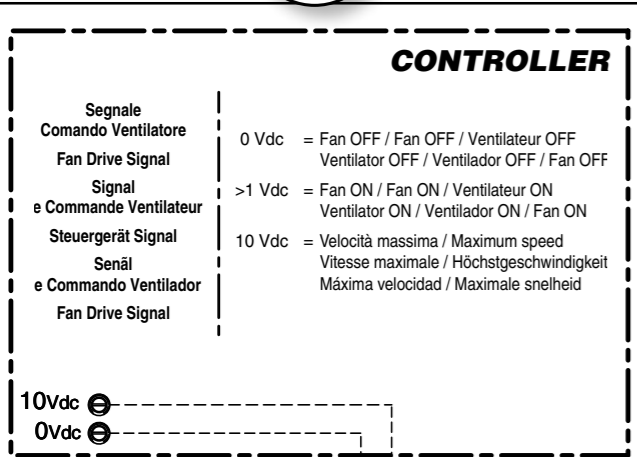 CONTROLLER
Segnale
Comando Ventilatore
Fan Drive Signal
Signal
e Commande Ventilateur
Steuergerät Signal
Senãl
e Commando Ventilador
Fan Drive Signal
0 Vdc = Fan OFF / Fan OFF / Ventilateur OFF
Ventilator OFF / Ventilador OFF / Fan OFF
>1 Vdc = Fan ON / Fan ON / Ventilateur ON
Ventilator ON / Ventilador ON / Fan ON
10 Vdc = Velocità massima / Maximum speed
Vitesse maximale / Höchstgeschwindigkeit
Máxima velocidad / Maximale snelheid
10Vdc
0Vdc